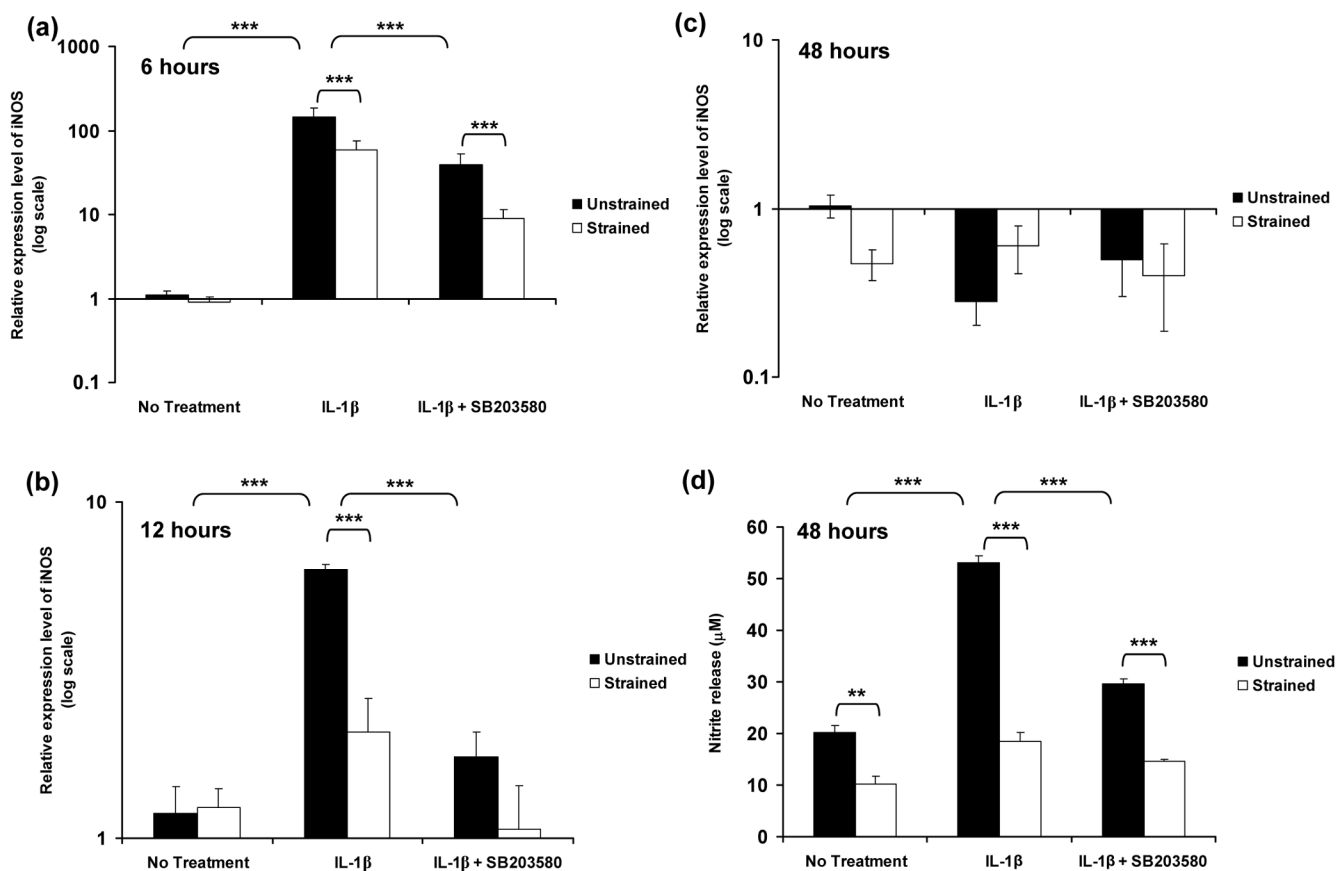 (a)
***
***
1000
6 hours
***
100
***
10
1
0.1
Relative expression level of iNOS
(log scale)
Unstrained
Strained
No Treatment
IL-1β
IL-1β + SB203580
(c)
10
48 hours
1
0.1
Relative expression level of iNOS
(log scale)
Unstrained
Strained
No Treatment
IL-1β
IL-1β + SB203580
(b)
***
***
10
12 hours
***
1
Relative expression level of iNOS
(log scale)
Unstrained
Strained
No Treatment
IL-1β
IL-1β + SB203580
(d)
***
***
60
48 hours
***
50
40
***
30
**
20
10
0
Nitrite release (μM)
Unstrained
Strained
No Treatment
IL-1β
IL-1β + SB203580